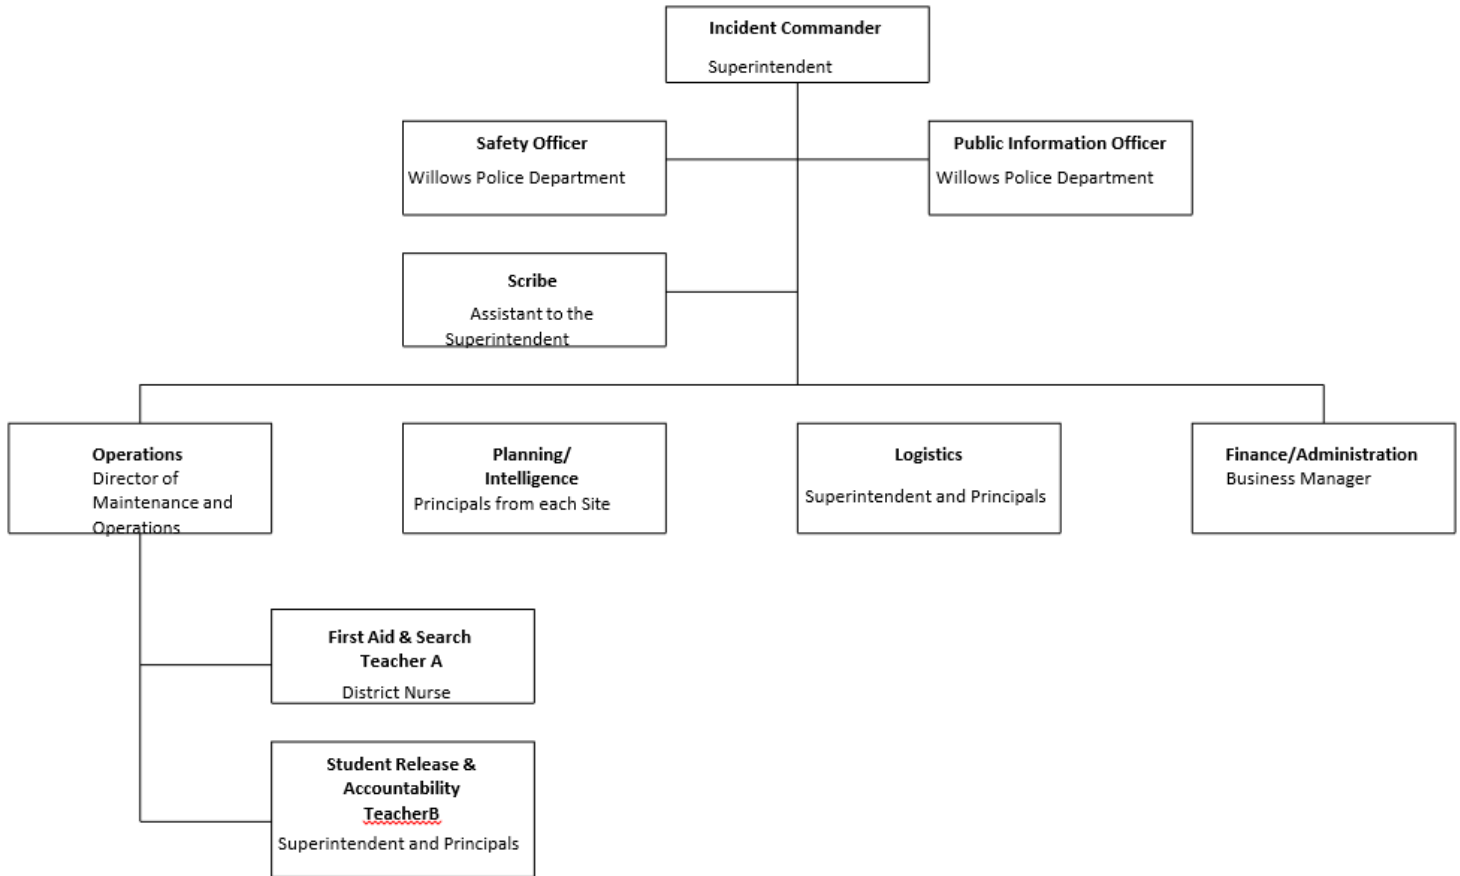 Incident Commander
Superintendent
Safety Officer
Willows Police Department
Public Information Officer
Willows Police Department
Scribe
Assistant to the
Superintendent
Operations
Director of
Maintenance and
Operations
Planning/
Intelligence
Principals from each Site
Logistics
Superintendent and Principals
Finance/Administration
Business Manager
First Aid & Search
Teacher A
District Nurse
Student Release &
Accountability
TeacherB
Superintendent and Principals